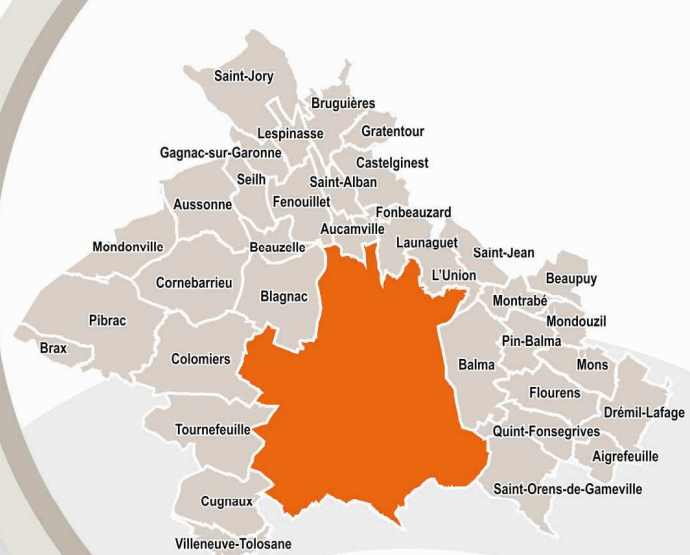 Saint-Jory
Bruguières
Lespinasse
Gratentour
Gagnac-sur-Garonne
Castelginest
Seilh
Saint-Alban
Aussonne
Fenouillet
Fonbeauzard
Aucamville
Mondonville
Beauzelle
Launaguet
Saint-Jean
L'Union
Beaupuy
Cornebarrieu
Blagnac
Montrabé
Pibrac
Mondouzil
Brax
Pin-Balma
Colomiers
Balma
Mons
Flourens
Drémil-Lafage
Tournefeuille
Quint-Fonsegrives
Aigrefeuille
Saint-Orens-de-Gameville
Cugnaux
Villeneuve-Tolosane